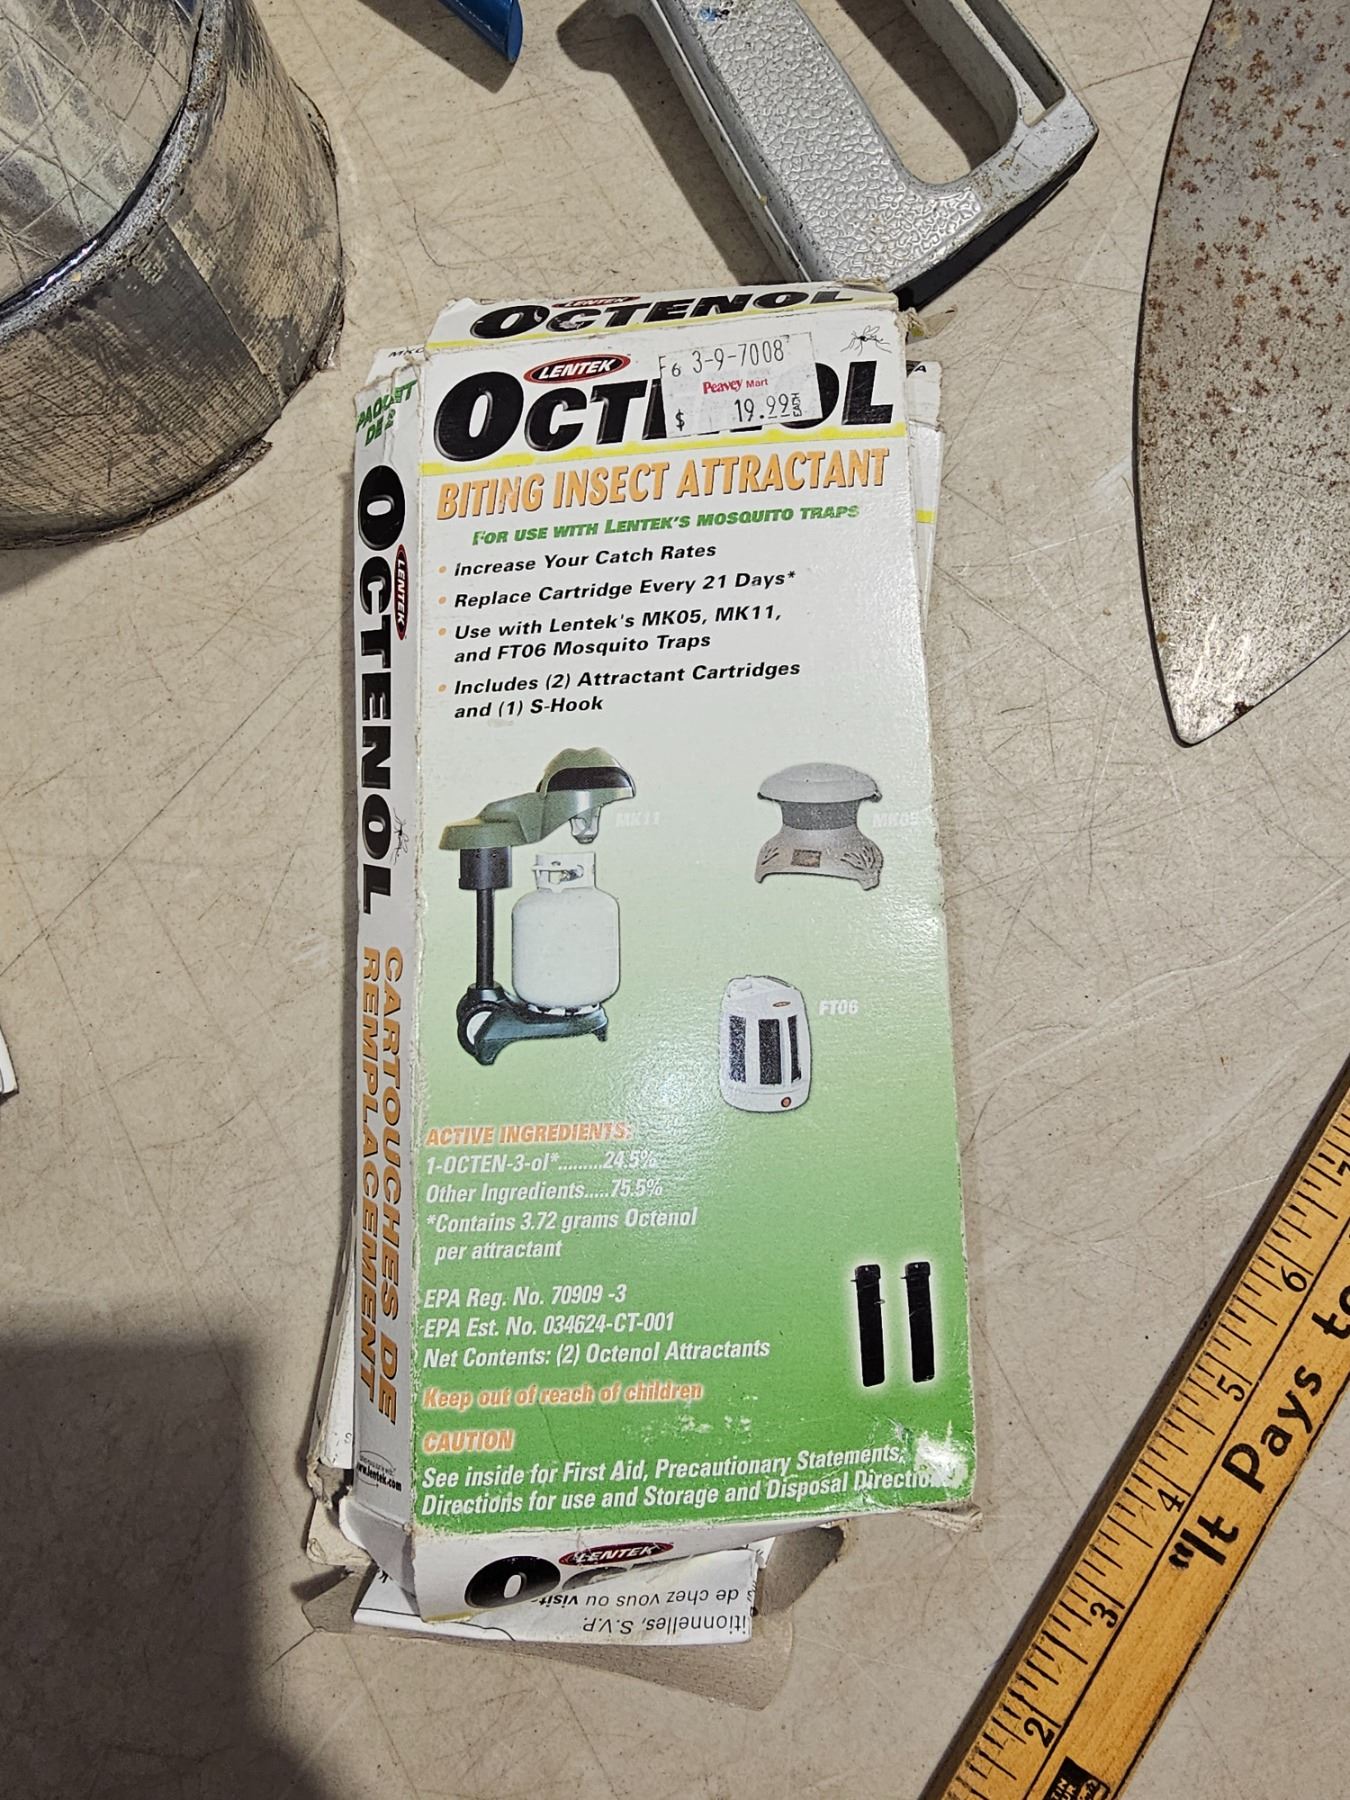 LENTEK
OCTENOL
LENTEK
F6 3-9-7008
Peavey Mart
$ 19.99 EACH
BITING INSECT ATTRACTANT
FOR USE WITH LENTEK'S MOSQUITO TRAPS
• Increase Your Catch Rates
• Replace Cartridge Every 21 Days*
• Use with Lentek's MK05, MK11,
and FT06 Mosquito Traps
• Includes (2) Attractant Cartridges
and (1) S-Hook
MK11
MK05
FT06
ACTIVE INGREDIENTS:
1-OCTEN-3-ol*.........24.5%
Other Ingredients.....75.5%
*Contains 3.72 grams Octenol
per attractant
EPA Reg. No. 70909 -3
EPA Est. No. 034624-CT-001
Net Contents: (2) Octenol Attractants
Keep out of reach of children
CAUTION
See inside for First Aid, Precautionary Statements,
Directions for use and Storage and Disposal
LENTEK
PAQUET
DE 2
LENTEK
OCTENOL
CARTOUCHES DE
REMPLACEMENT
www.lentek.com
de chez vous ou
S.V.P.
"It Pays to
2 3 4 5 6 7